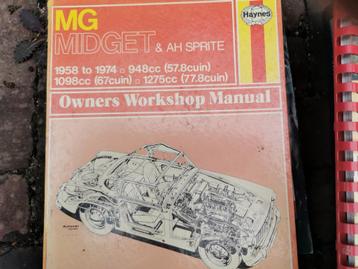 Haynes
MG
MIDGET & AH SPRITE
1958 to 1974 □ 948cc (57.8cuin)
1098cc (67cuin) □ 1275cc (77.8cuin)
Owners Workshop Manual